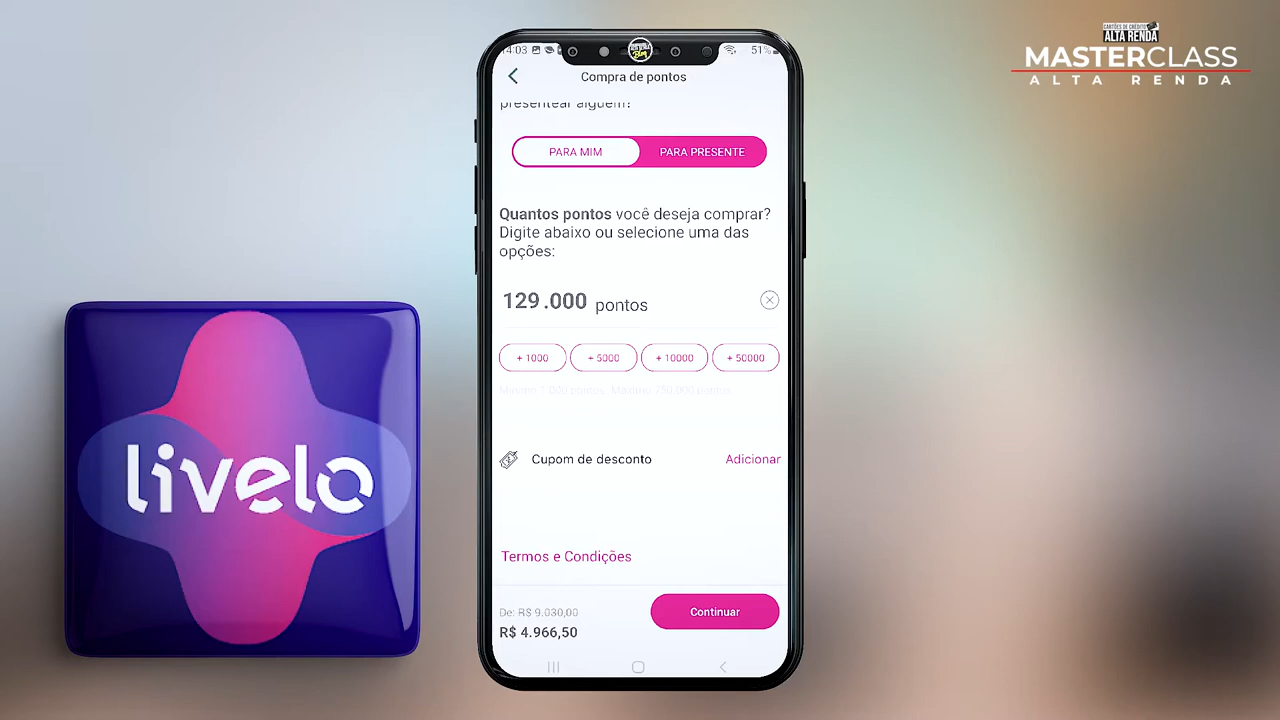 CARTÕES DE CRÉDITO
ALTA RENDA
MASTERCLASS
ALTA RENDA
4:03
51%
Compra de pontos
presentear alguém?
PARA MIM
PARA PRESENTE
Quantos pontos você deseja comprar?
Digite abaixo ou selecione uma das
opções:
129.000 pontos
+ 1000
+ 5000
+ 10000
+ 50000
Mínimo 1.000 pontos. Máximo 250.000 pontos.
Cupom de desconto
Adicionar
Termos e Condições
De: R$ 9.030,00
R$ 4.966,50
Continuar
livelo